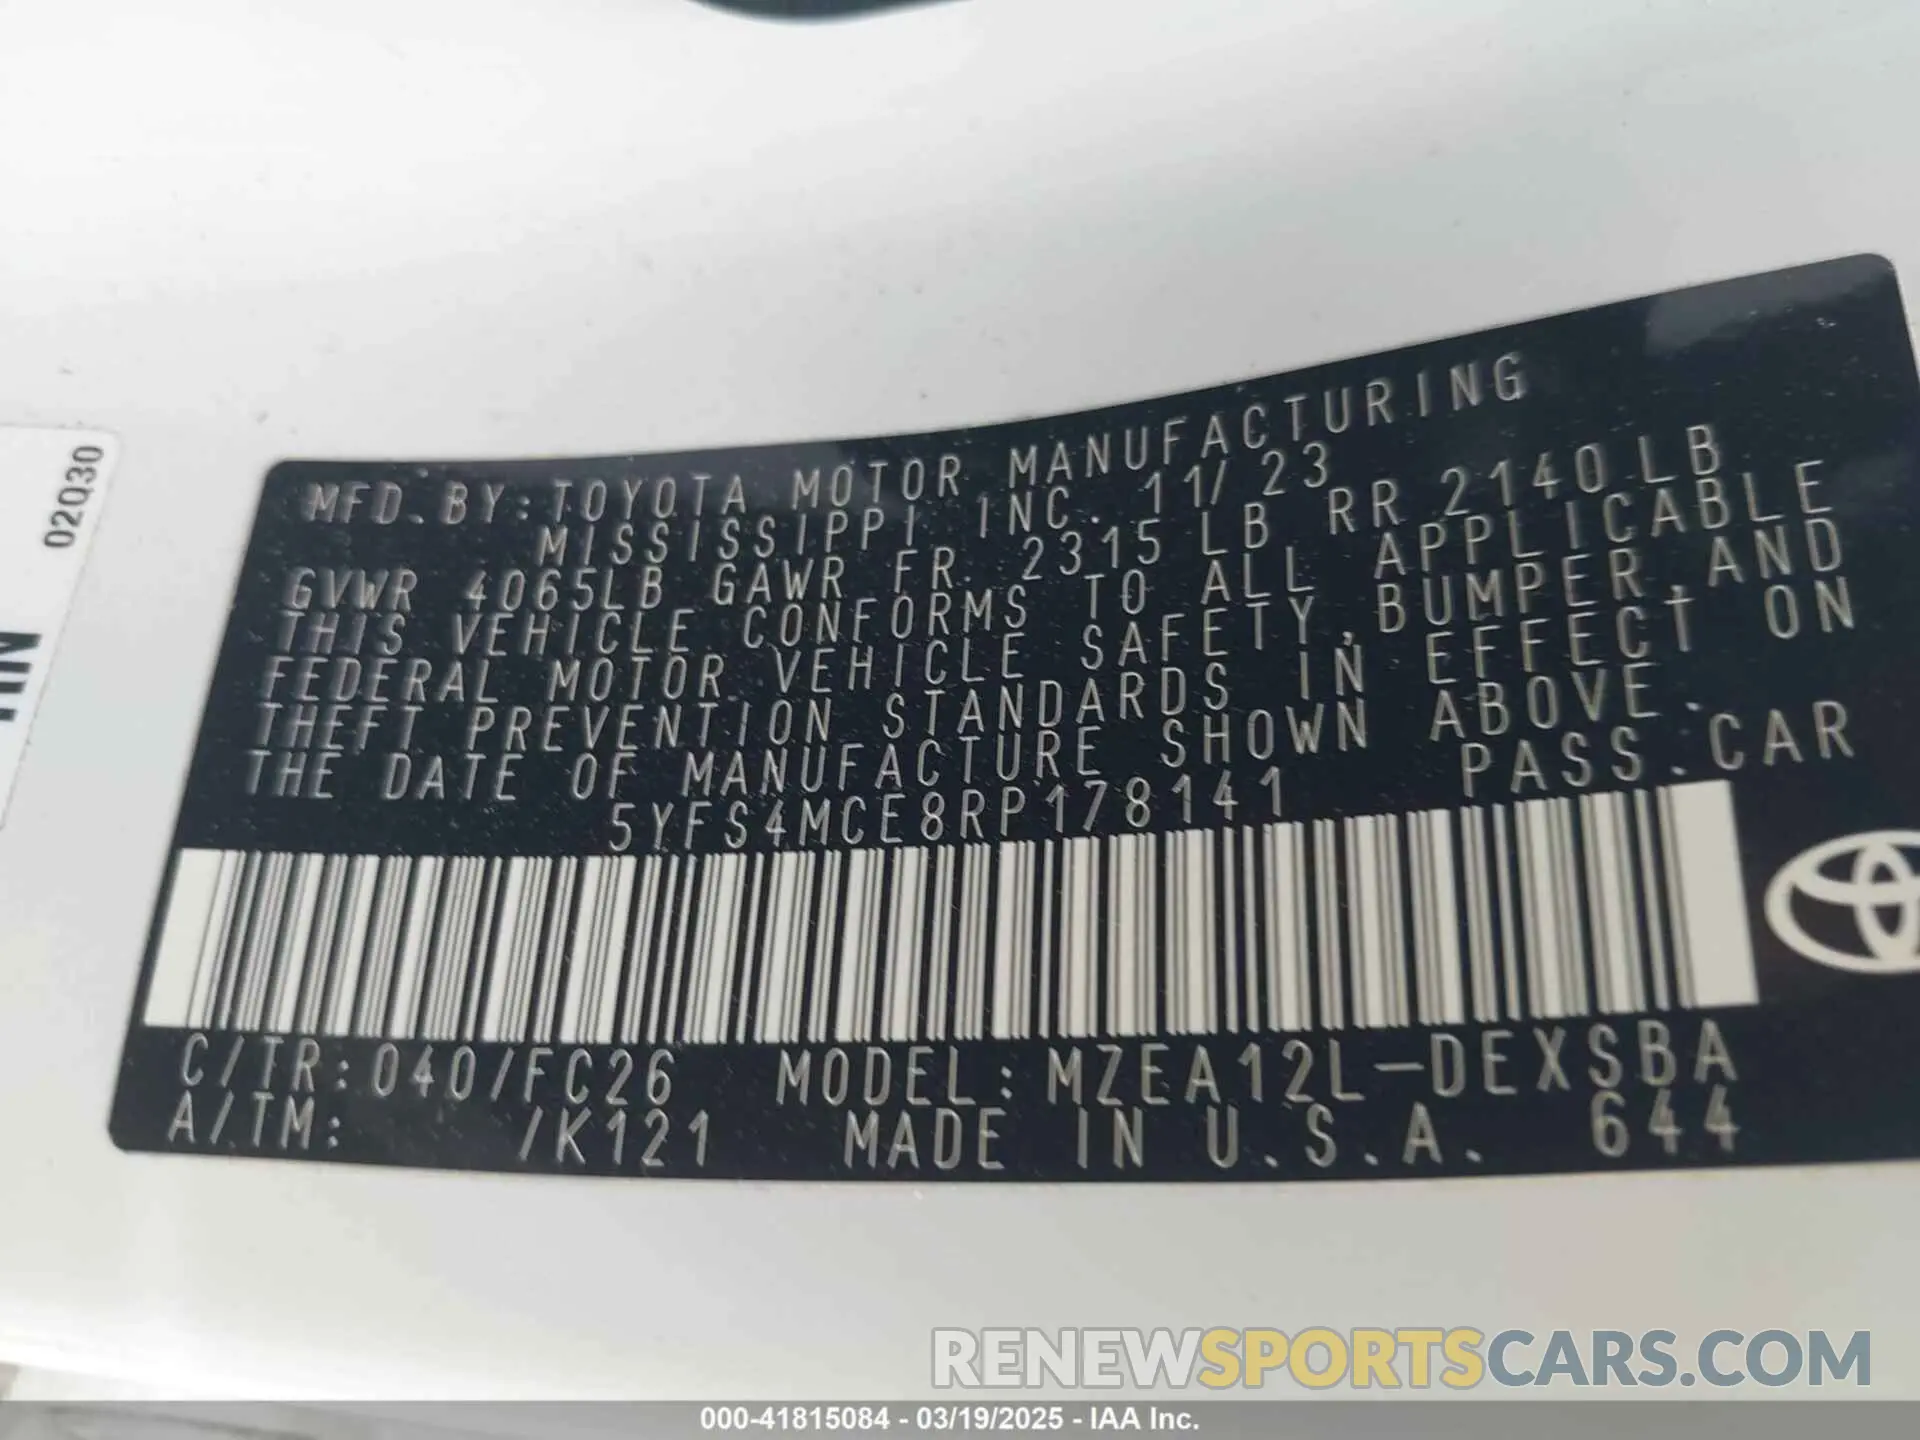 02Q30
MFD. BY: TOYOTA MOTOR MANUFACTURING
MISSISSIPPI INC. 11/23
GVWR 4065LB GAWR FR. 2315 LB RR 2140 LB
THIS VEHICLE CONFORMS TO ALL APPLICABLE
FEDERAL MOTOR VEHICLE SAFETY, BUMPER, AND
THEFT PREVENTION STANDARDS IN EFFECT ON
THE DATE OF MANUFACTURE SHOWN ABOVE.
5YFS4MCE8RP178141 PASS. CAR
C/TR: 040/FC26 MODEL: MZEA12L-DEXSBA
A/TM: /K121 MADE IN U.S.A. 644
RENEWSPORTSCARS.COM
000-41815084 - 03/19/2025 - IAA Inc.